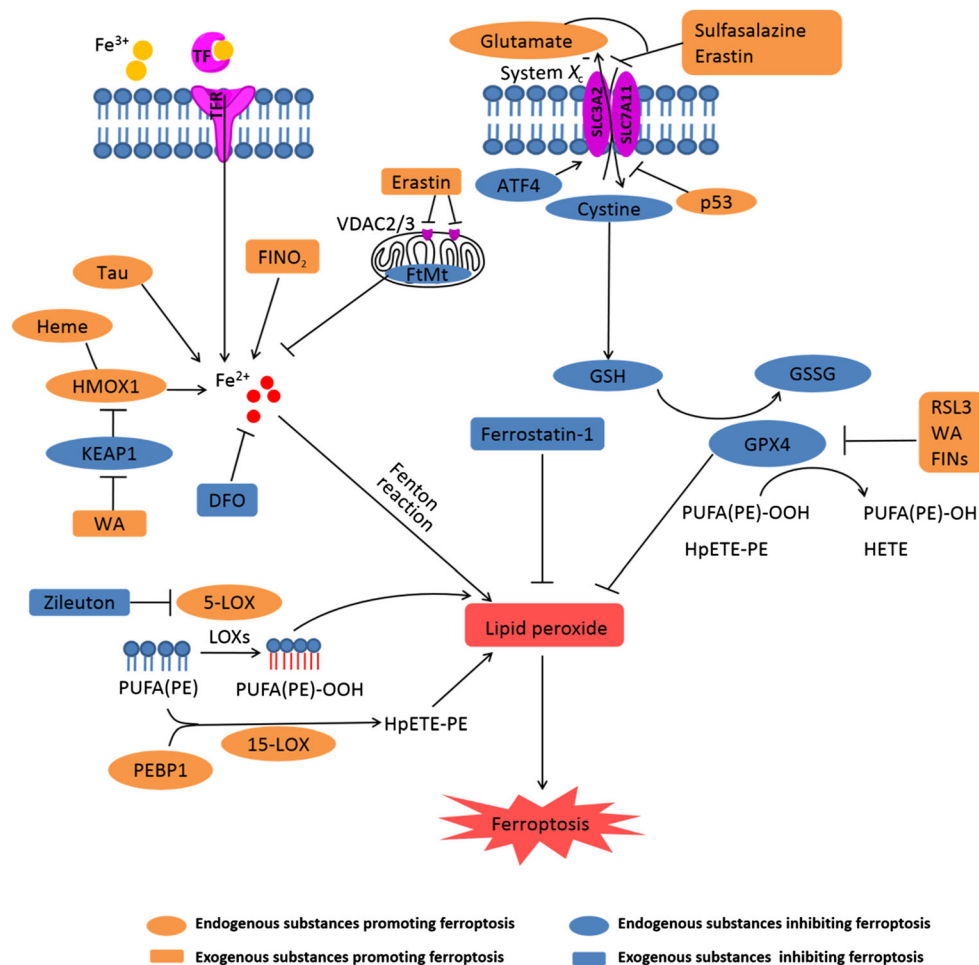 Fe3+
TF
TFR
Glutamate
Sulfasalazine
Erastin
System Xc-
SLC3A2
SLC7A11
ATF4
Cystine
p53
Erastin
VDAC2/3
FtMt
FINO2
Tau
Heme
HMOX1
Fe2+
KEAP1
WA
DFO
GSH
GSSG
Ferrostatin-1
GPX4
RSL3
WA
FINs
Fenton
reaction
PUFA(PE)-OOH
PUFA(PE)-OH
HpETE-PE
HETE
Zileuton
5-LOX
LOXs
Lipid peroxide
PUFA(PE)
PUFA(PE)-OOH
HpETE-PE
15-LOX
PEBP1
Ferroptosis
Endogenous substances promoting ferroptosis
Endogenous substances inhibiting ferroptosis
Exogenous substances promoting ferroptosis
Exogenous substances inhibiting ferroptosis